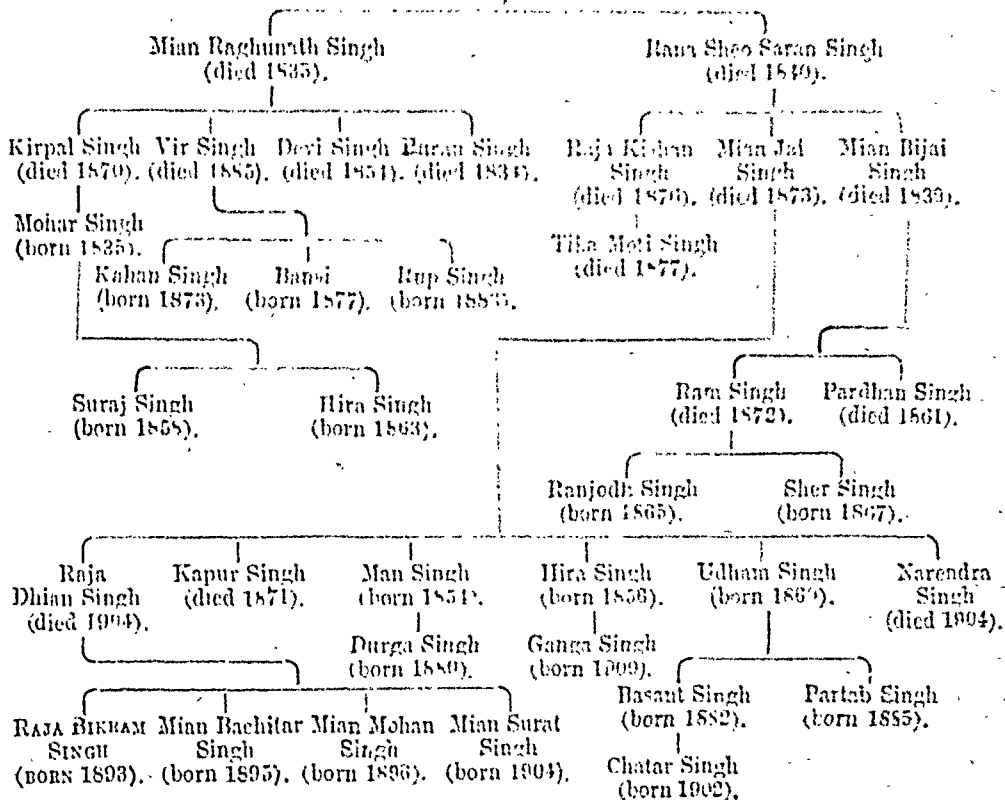 Mian Raghunath Singh
(died 1835).
Rana Sheo Saran Singh
(died 1840).
Kirpal Singh
(died 1870).
Vir Singh
(died 1885).
Devi Singh
(died 1854).
Puran Singh
(died 1834).
Raja Kishan
Singh
(died 1876).
Mian Jai
Singh
(died 1873).
Mian Bijai
Singh
(died 1839).
Mohar Singh
(born 1835).
Tika Moti Singh
(died 1877).
Kahan Singh
(born 1873).
Bansi
(born 1877).
Rup Singh
(born
Suraj Singh
(born 1858).
Hira Singh
(born 1863).
Ram Singh
(died 1872).
Pardhan Singh
(died 1861).
Ranjodh Singh
(born 1865).
Sher Singh
(born 1867).
Raja
Dhian Singh
(died 1904).
Kapur Singh
(died 1871).
Man Singh
(born 1854).
Hira Singh
(born 1856).
Udham Singh
(born 1860).
Narendra
Singh
(died 1904).
Durga Singh
(born 1880).
Ganga Singh
(born 1909).
Basant Singh
(born 1882).
Partab Singh
(born 1885).
RAJA BIKRAM
SINGH
(BORN 1893).
Mian Bachitar
Singh
(born 1895).
Mian Mohan
Singh
(born 1896).
Mian Surat
Singh
(born 1904).
Chatar Singh
(born 1902).